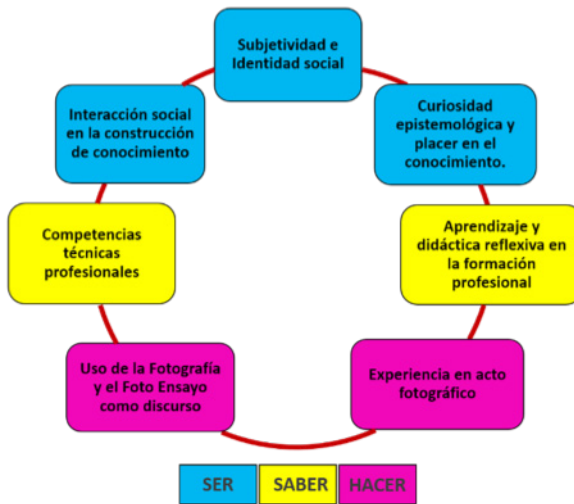 Subjetividad e
Identidad social
Interacción social
en la construcción
de conocimiento
Curiosidad
epistemológica y
placer en el
conocimiento.
Competencias
técnicas
profesionales
Aprendizaje y
didáctica reflexiva en
la formación
profesional
Uso de la Fotografía
y el Foto Ensayo
como discurso
Experiencia en acto
fotográfico
SER SABER HACER